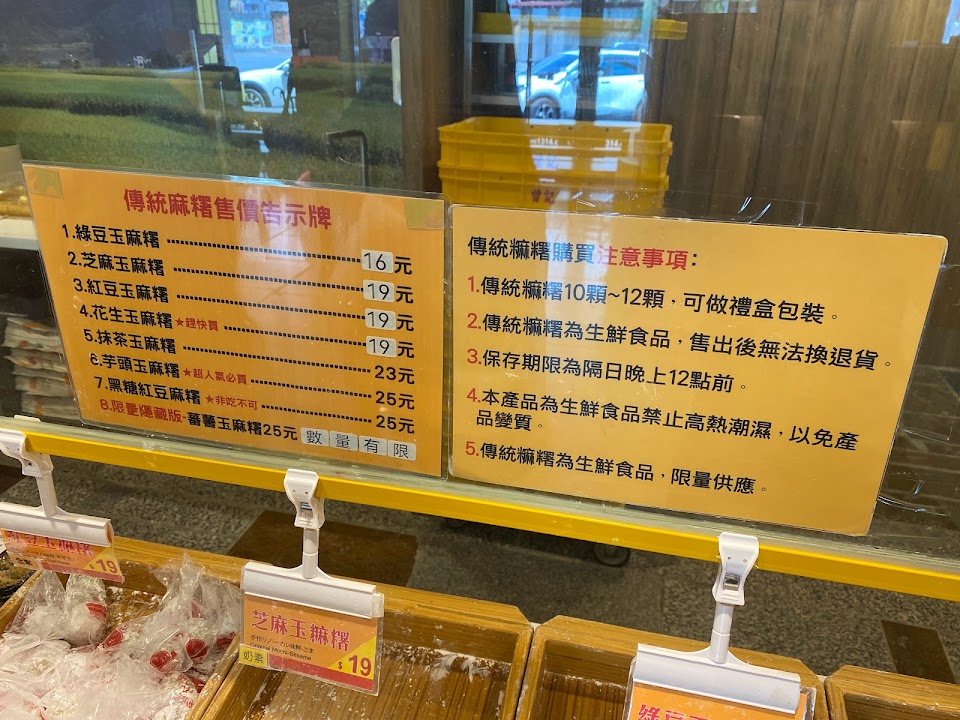 傳統麻糬售價告示牌
1.綠豆玉麻糬 16元
2.芝麻玉麻糬 19元
3.紅豆玉麻糬 19元
4.花生玉麻糬 ★趕快買 19元
5.抹茶玉麻糬 23元
6.芋頭玉麻糬 ★超人氣必買 25元
7.黑糖紅豆麻糬 ★非吃不可 25元
8.限量隱藏版-蕃薯玉麻糬25元 數量有限
傳統蔴糬購買注意事項：
1.傳統蔴糬10顆~12顆，可做禮盒包裝。
2.傳統蔴糬為生鮮食品，售出後無法換退貨。
3.保存期限為隔日晚上12點前。
4.本產品為生鮮食品禁止高熱潮濕，以免產
品變質。
5.傳統蔴糬為生鮮食品，限量供應。
$19
芝麻玉蔴糬
奶素
$19